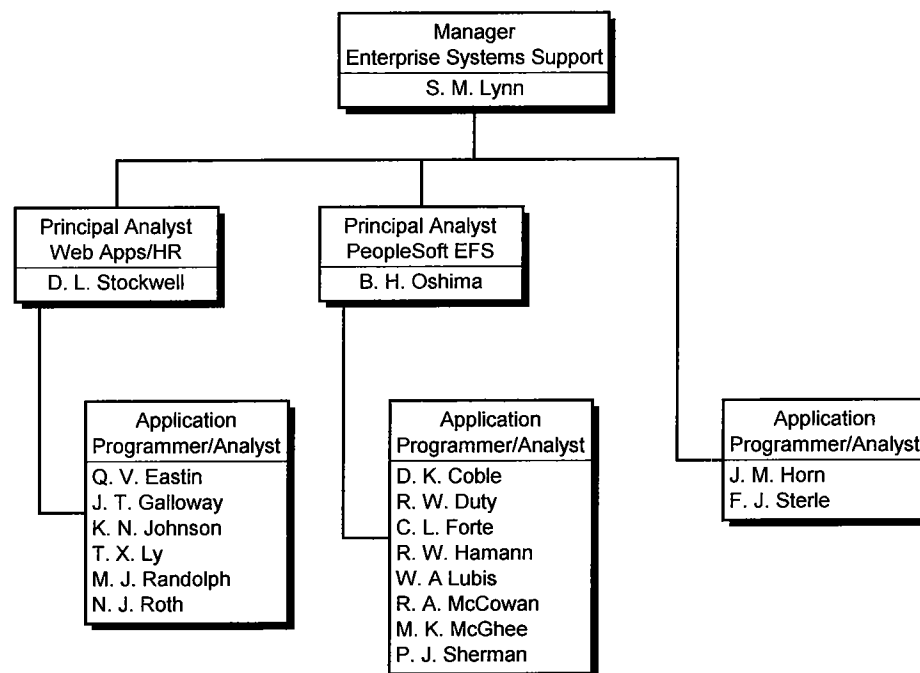 Manager
Enterprise Systems Support
S. M. Lynn
Principal Analyst
Web Apps/HR
D. L. Stockwell
Principal Analyst
PeopleSoft EFS
B. H. Oshima
Application
Programmer/Analyst
Q. V. Eastin
J. T. Galloway
K. N. Johnson
T. X. Ly
M. J. Randolph
N. J. Roth
Application
Programmer/Analyst
D. K. Coble
R. W. Duty
C. L. Forte
R. W. Hamann
W. A Lubis
R. A. McCowan
M. K. McGhee
P. J. Sherman
Application
Programmer/Analyst
J. M. Horn
F. J. Sterle